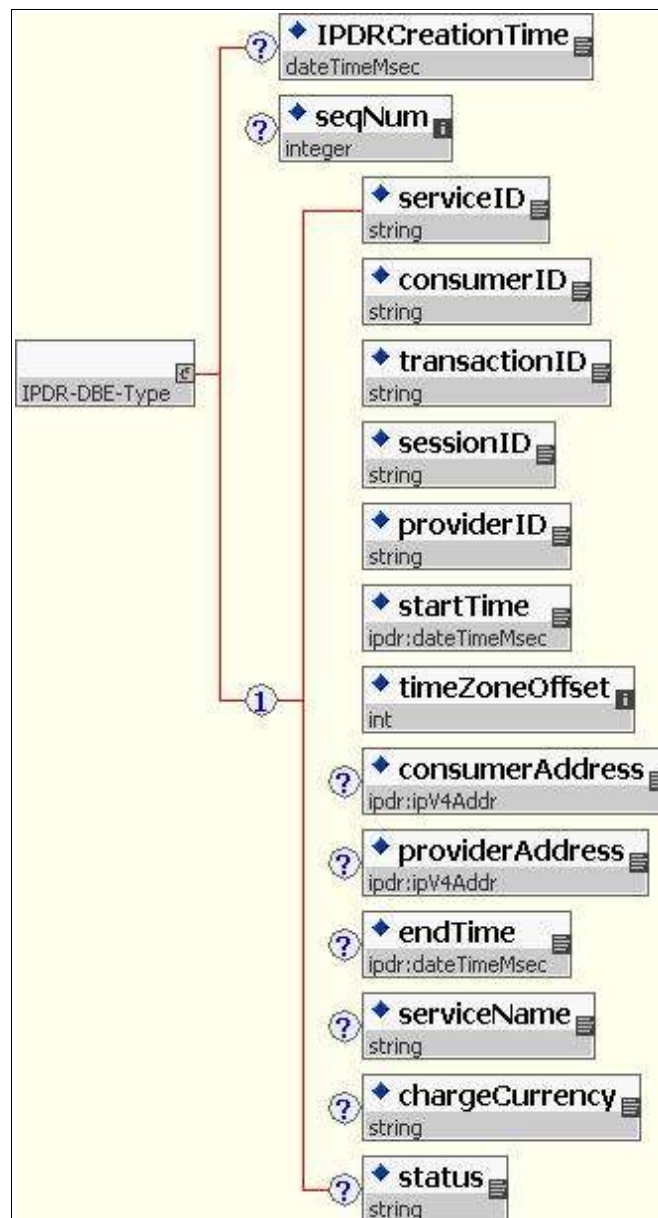 ?
IPDRCreationTime
dateTimeMsec
?
seqNum
integer
serviceID
string
consumerID
string
transactionID
string
IPDR-DBE-Type
sessionID
string
providerID
string
startTime
ipdr:dateTimeMsec
1
timeZoneOffset
int
?
consumerAddress
ipdr:ipV4Addr
?
providerAddress
ipdr:ipV4Addr
?
endTime
ipdr:dateTimeMsec
?
serviceName
string
?
chargeCurrency
string
?
status
string